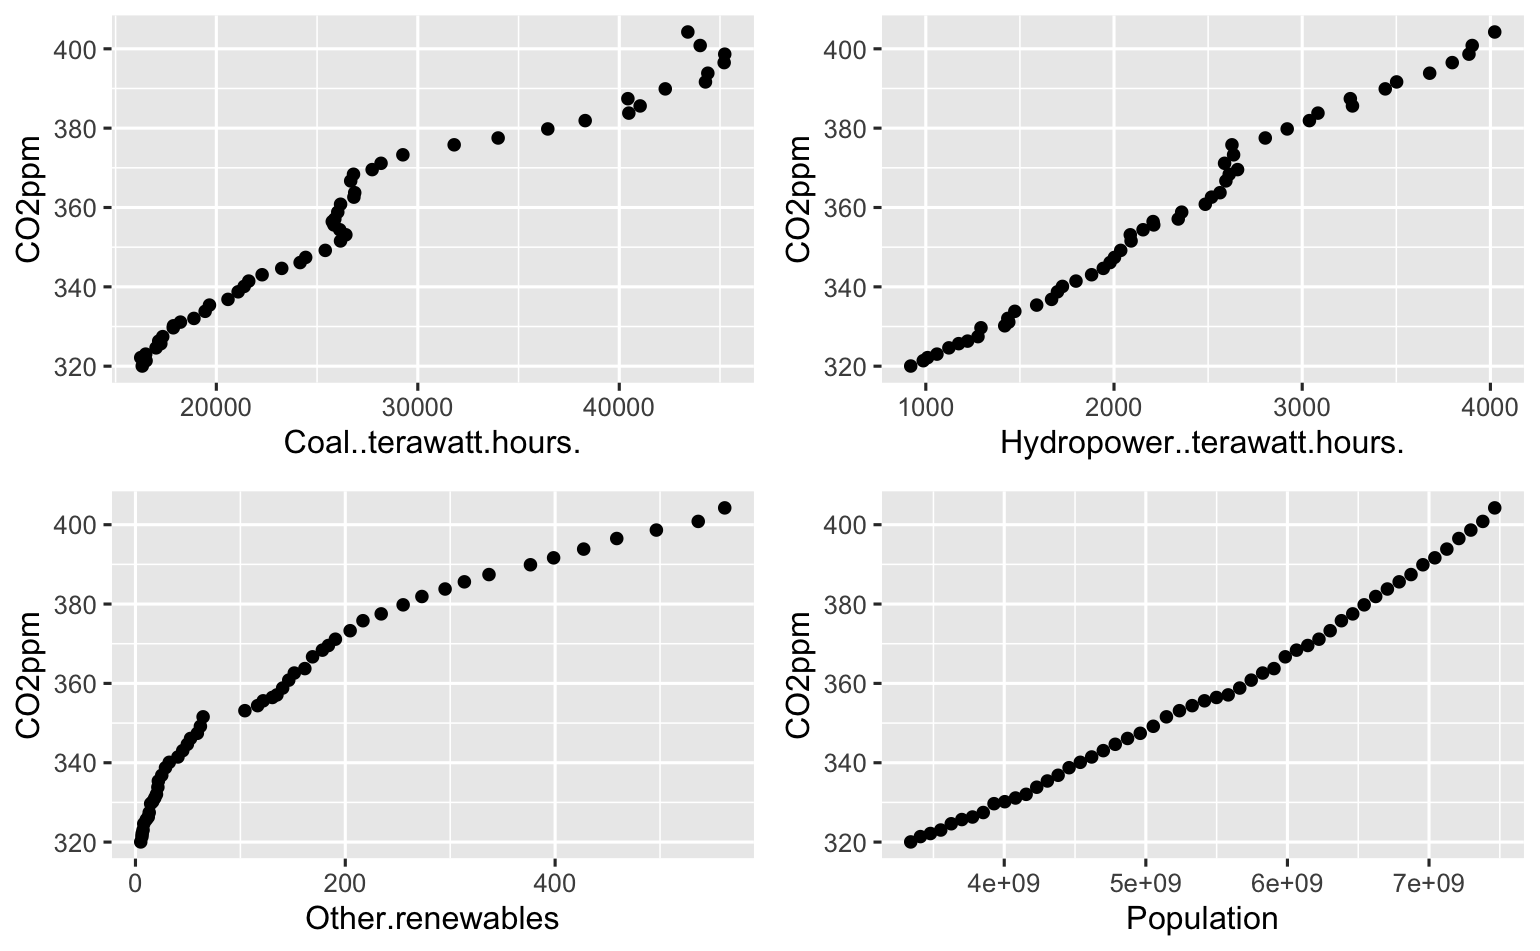 CO2ppm
400
380
360
340
320
20000 30000 40000
Coal..terawatt.hours.
CO2ppm
400
380
360
340
320
1000 2000 3000 4000
Hydropower..terawatt.hours.
CO2ppm
400
380
360
340
320
0 200 400
Other.renewables
CO2ppm
400
380
360
340
320
4e+09 5e+09 6e+09 7e+09
Population